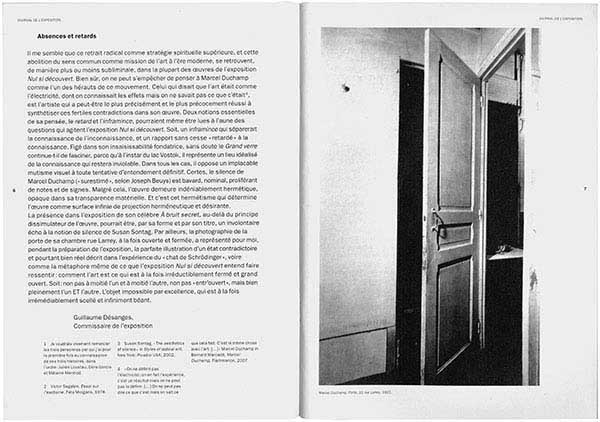 JOURNAL DE L'EXPOSITION
JOURNAL DE L'EXPOSITION
Absences et retards
Il me semble que ce retrait radical comme stratégie spirituelle supérieure, et cette
abolition du sens commun comme mission de l'art à l'ère moderne, se retrouvent,
de manière plus ou moins subliminale, dans la plupart des œuvres de l'exposition
Nul si découvert. Bien sûr, on ne peut s'empêcher de penser à Marcel Duchamp
comme l'un des hérauts de ce mouvement. Celui qui disait que l'art était comme
l'électricité, dont on connaissait les effets mais on ne savait pas ce que c'était⁴,
est l'artiste qui a peut-être le plus précisément et le plus précocement réussi à
synthétiser ces fertiles contradictions dans son œuvre. Deux notions essentielles
de sa pensée, le retard et l'inframince, pourraient même être lues à l'aune des
questions qui agitent l'exposition Nul si découvert. Soit, un inframince qui séparerait
la connaissance de l'inconnaissance, et un rapport sans cesse « retardé » à la
connaissance. Figé dans son insaisissabilité fondatrice, sans doute le Grand verre
continue-t-il de fasciner, parce qu'à l'instar du lac Vostok, il représente un lieu idéalisé
de la connaissance qui restera inviolable. Dans tous les cas, il oppose un implacable
mutisme visuel à toute tentative d'entendement définitif. Certes, le silence de
Marcel Duchamp (« surestimé », selon Joseph Beuys) est bavard, nominal, proliférant
de notes et de signes. Malgré cela, l'œuvre demeure indéniablement hermétique,
opaque dans sa transparence matérielle. Et c'est cet hermétisme qui détermine
l'œuvre comme surface infinie de projection herméneutique et désirante.
La présence dans l'exposition de son célèbre À bruit secret, au-delà du principe
dissimulateur de l'œuvre, pourrait être, par sa forme et par son titre, un involontaire
écho à la notion de silence de Susan Sontag. Par ailleurs, la photographie de la
porte de sa chambre rue Larrey, à la fois ouverte et fermée, a représenté pour moi,
pendant la préparation de l'exposition, la parfaite illustration d'un état contradictoire
et pourtant bien réel décrit dans l'expérience du « chat de Schrödinger », voire
comme la métaphore même de ce que l'exposition Nul si découvert entend faire
ressentir : comment l'art est ce qui est à la fois irréductiblement fermé et grand
ouvert. Soit : non pas à moitié l'un et à moitié l'autre, non pas « entr'ouvert », mais bien
pleinement l'un ET l'autre. L'objet impossible par excellence, qui est à la fois
irrémédiablement scellé et infiniment béant.
6
7
Guillaume Désanges,
Commissaire de l'exposition
1 Je voudrais vivement remercier
les trois personnes par qui j'ai pour
la première fois eu connaissance
de ces trois histoires, dans
l'ordre: Julien Loustau,
et Mélanie Mermod.
2 Victor Segalen, Essai sur
l'exotisme, Fata Morgana, 1978.
3 Susan Sontag, « The aesthetics
of silence », in Styles of radical will,
New York: Picador USA, 2002.
4 « On ne définit pas
l'électricité; on en fait l'expérience,
c'est un résultat mais on ne peut
pas la définir. [...] On ne peut pas
dire ce que c'est mais on sait ce
que cela fait. C'est la même chose
avec l'art. [...] » Marcel Duchamp in
Bernard Marcadé, Marcel
Duchamp, Flammarion, 2007.
Marcel Duchamp, Porte, 11 rue Larrey, 1927.